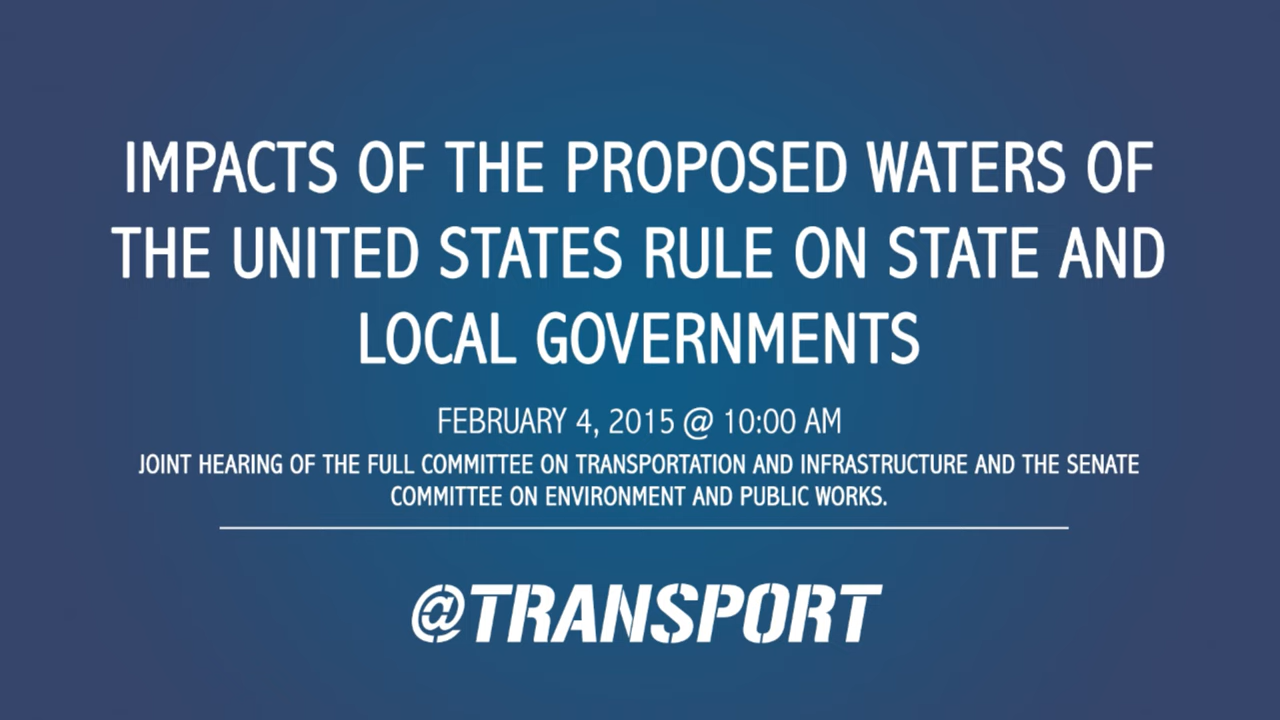 IMPACTS OF THE PROPOSED WATERS OF
THE UNITED STATES RULE ON STATE AND
LOCAL GOVERNMENTS
FEBRUARY 4, 2015 @ 10:00 AM
JOINT HEARING OF THE FULL COMMITTEE ON TRANSPORTATION AND INFRASTRUCTURE AND THE SENATE
COMMITTEE ON ENVIRONMENT AND PUBLIC WORKS.
@TRANSPORT